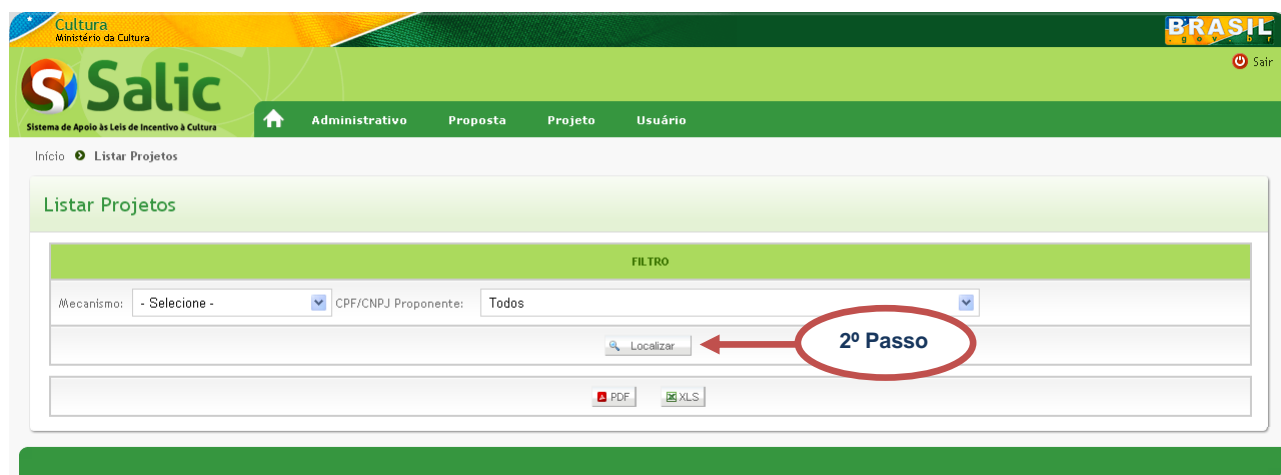 Cultura
Ministério da Cultura
BRASIL
.gov.br
Sair
Salic
Sistema de Apoio às Leis de Incentivo à Cultura
Administrativo Proposta Projeto Usuário
Início Listar Projetos
Listar Projetos
FILTRO
Mecanismo: - Selecione - CPF/CNPJ Proponente: Todos
Localizar 2º Passo
PDF XLS